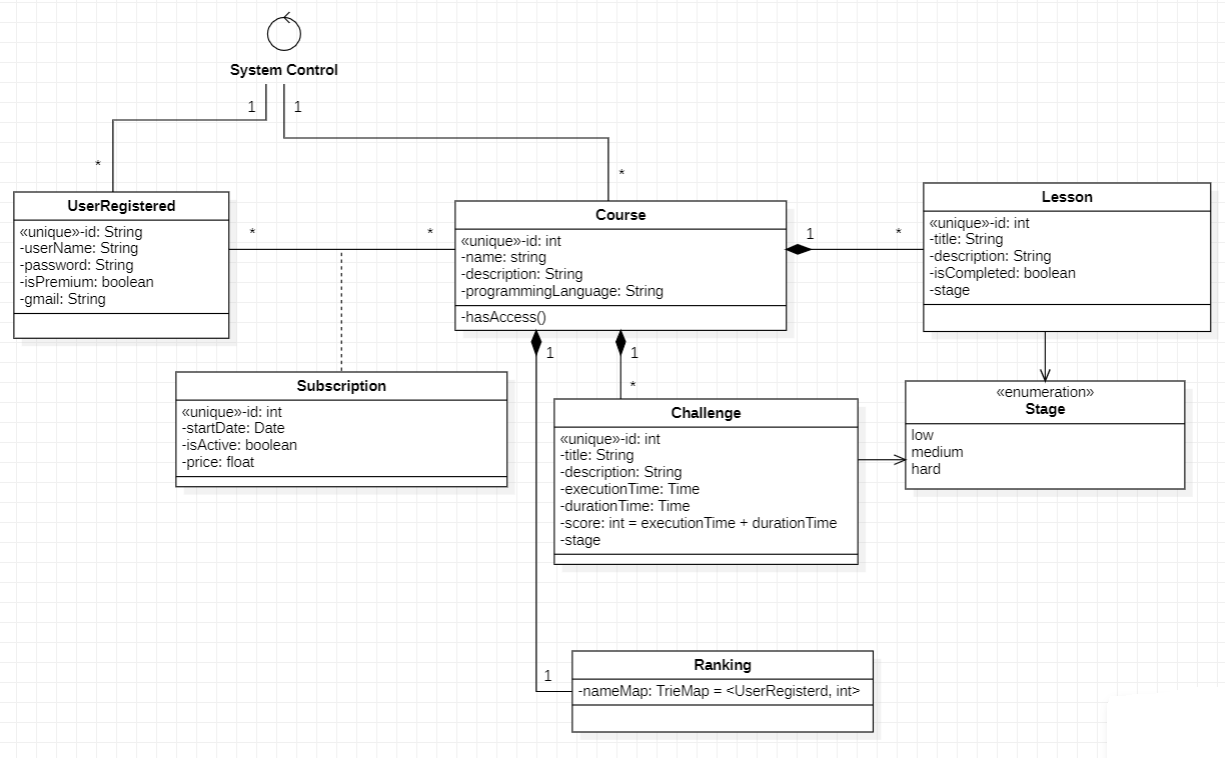 System Control
1
1
*
*
UserRegistered
«unique»-id: String
-userName: String
-password: String
-isPremium: boolean
-gmail: String
*
*
Course
«unique»-id: int
-name: string
-description: String
-programmingLanguage: String
-hasAccess()
1
*
Lesson
«unique»-id: int
-title: String
-description: String
-isCompleted: boolean
-stage
Subscription
«unique»-id: int
-startDate: Date
-isActive: boolean
-price: float
1
1
*
Challenge
«unique»-id: int
-title: String
-description: String
-executionTime: Time
-durationTime: Time
-score: int = executionTime + durationTime
-stage
«enumeration»
Stage
low
medium
hard
1
Ranking
-nameMap: TrieMap = <UserRegisterd, int>